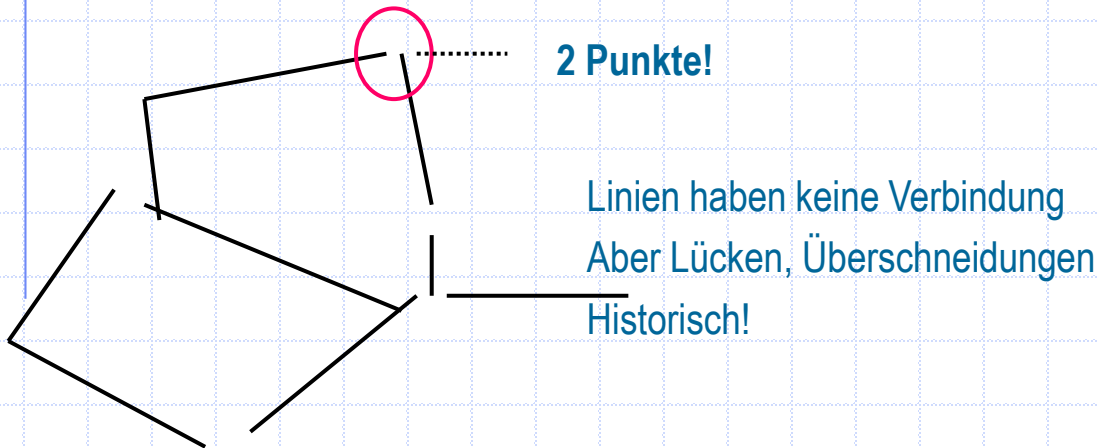 2 Punkte!
Linien haben keine Verbindung
Aber Lücken, Überschneidungen
Historisch!